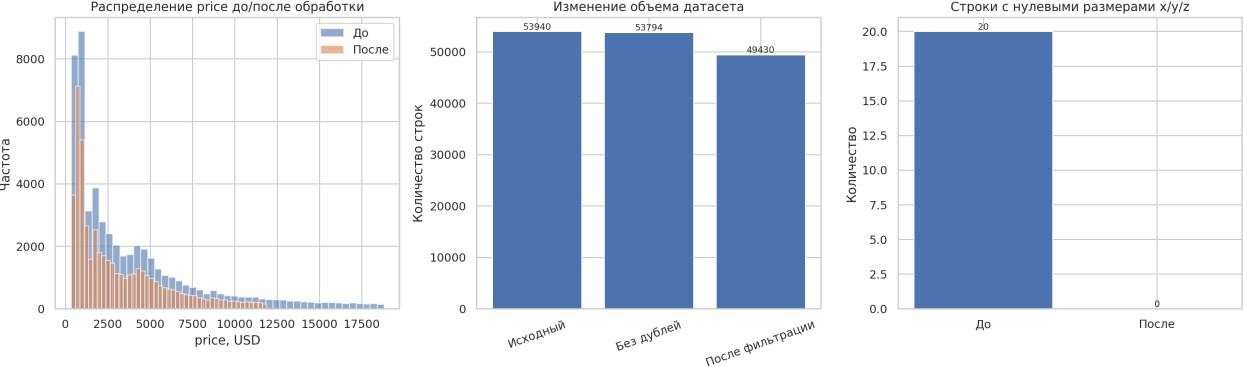 Распределение price до/после обработки
До
После
8000
6000
4000
2000
0
Частота
0 2500 5000 7500 10000 12500 15000 17500
price, USD
Изменение объема датасета
53940 53794 49430
50000
40000
30000
20000
10000
0
Количество строк
Исходный Без дублей После фильтрации
Строки с нулевыми размерами x/y/z
20
20.0
17.5
15.0
12.5
10.0
7.5
5.0
2.5
0.0
0
Количество
До После